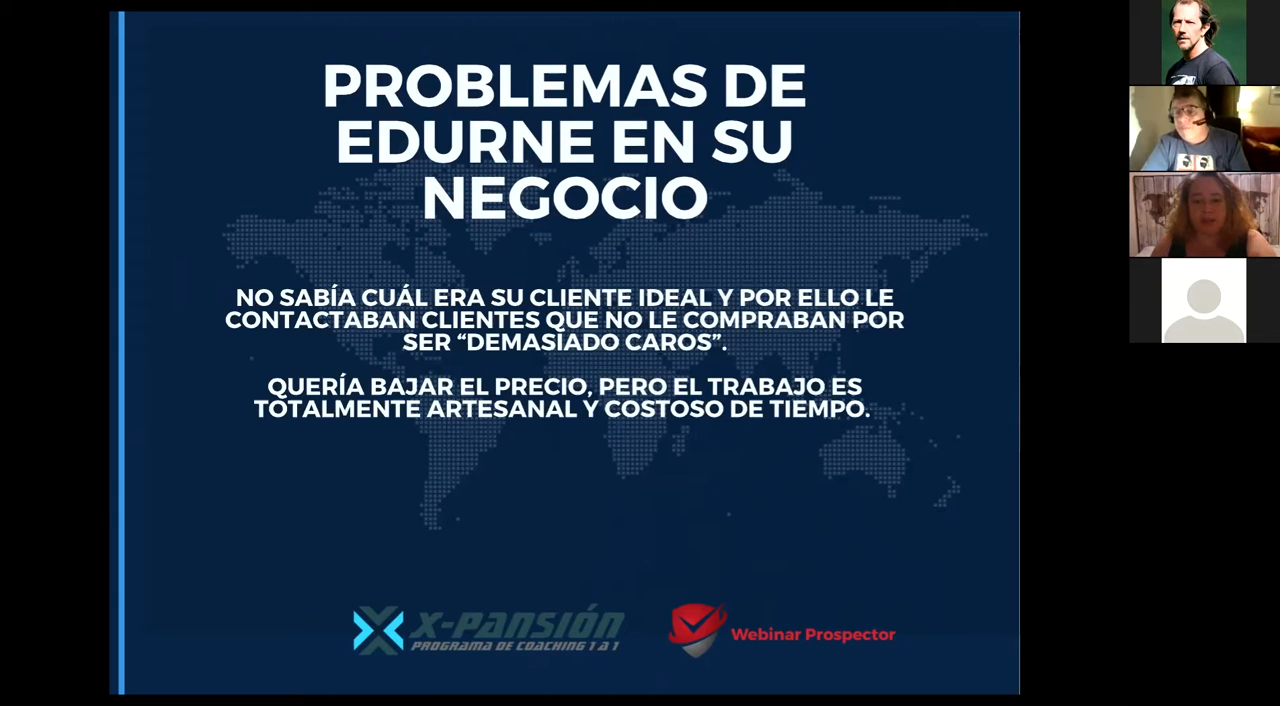 PROBLEMAS DE
EDURNE EN SU
NEGOCIO
NO SABÍA CUÁL ERA SU CLIENTE IDEAL Y POR ELLO LE
CONTACTABAN CLIENTES QUE NO LE COMPRABAN POR
SER “DEMASIADO CAROS”.
QUERÍA BAJAR EL PRECIO, PERO EL TRABAJO ES
TOTALMENTE ARTESANAL Y COSTOSO DE TIEMPO.
X-PANSIÓN
PROGRAMA DE COACHING 1 A 1
Webinar Prospector